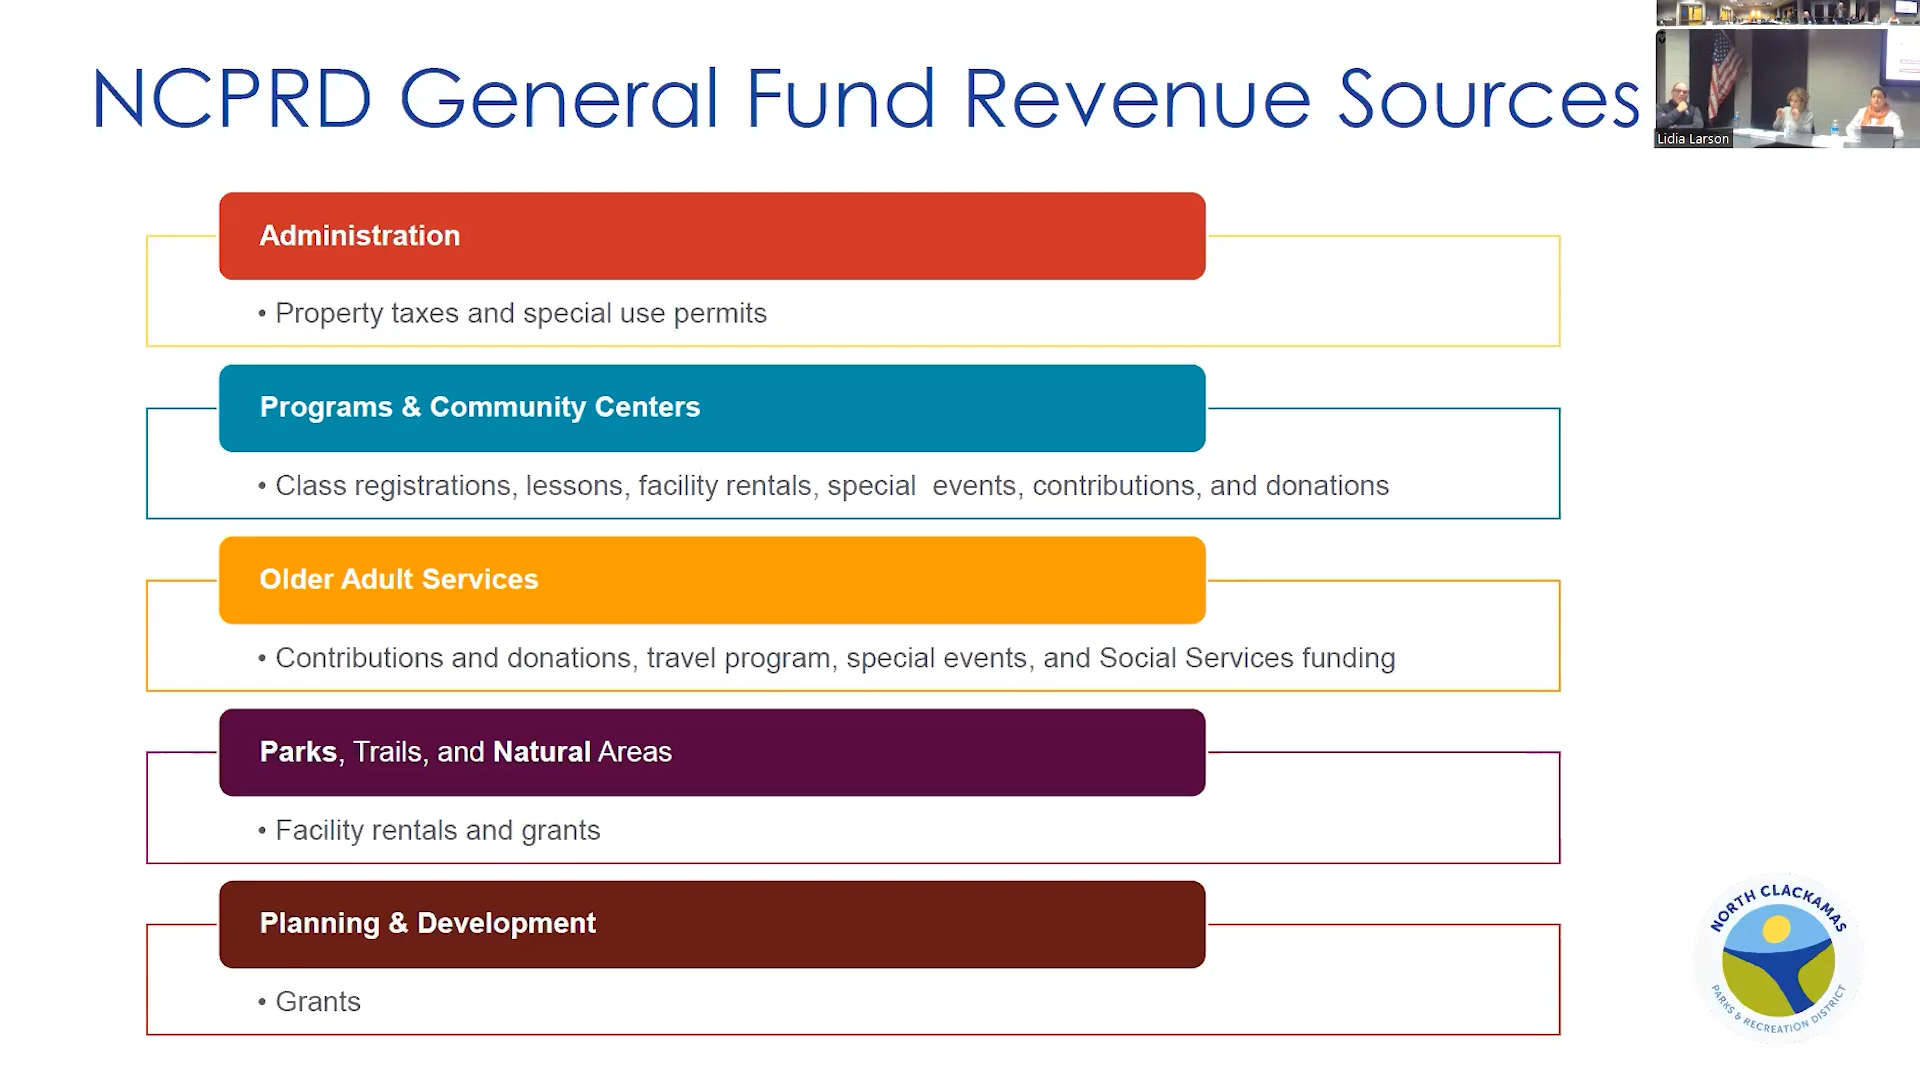 NCPRD General Fund Revenue Sources
Lidia Larson
Administration
• Property taxes and special use permits
Programs & Community Centers
• Class registrations, lessons, facility rentals, special  events, contributions, and donations
Older Adult Services
• Contributions and donations, travel program, special events, and Social Services funding
Parks, Trails, and Natural Areas
• Facility rentals and grants
Planning & Development
• Grants
NORTH CLACKAMAS
PARKS & RECREATION DISTRICT